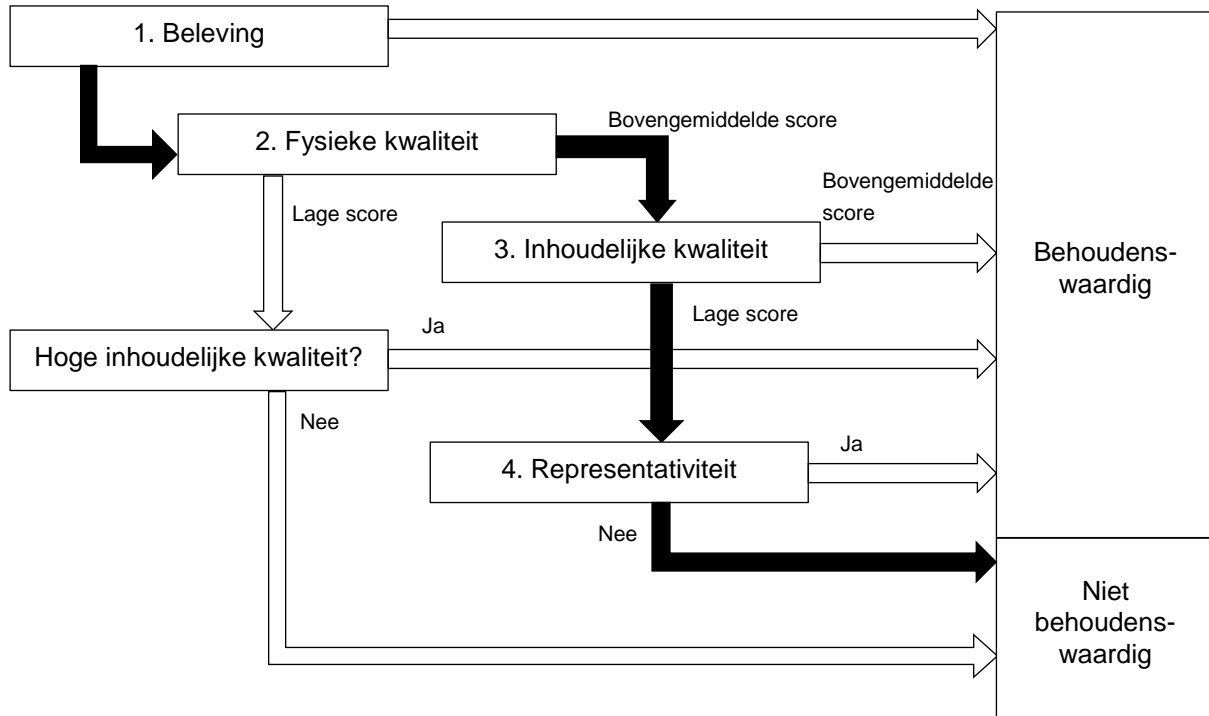 1. Beleving
2. Fysieke kwaliteit
Bovengemiddelde score
Lage score
Bovengemiddelde
score
3. Inhoudelijke kwaliteit
Behoudens-
waardig
Lage score
Hoge inhoudelijke kwaliteit?
Ja
Nee
4. Representativiteit
Ja
Nee
Niet
behoudens-
waardig